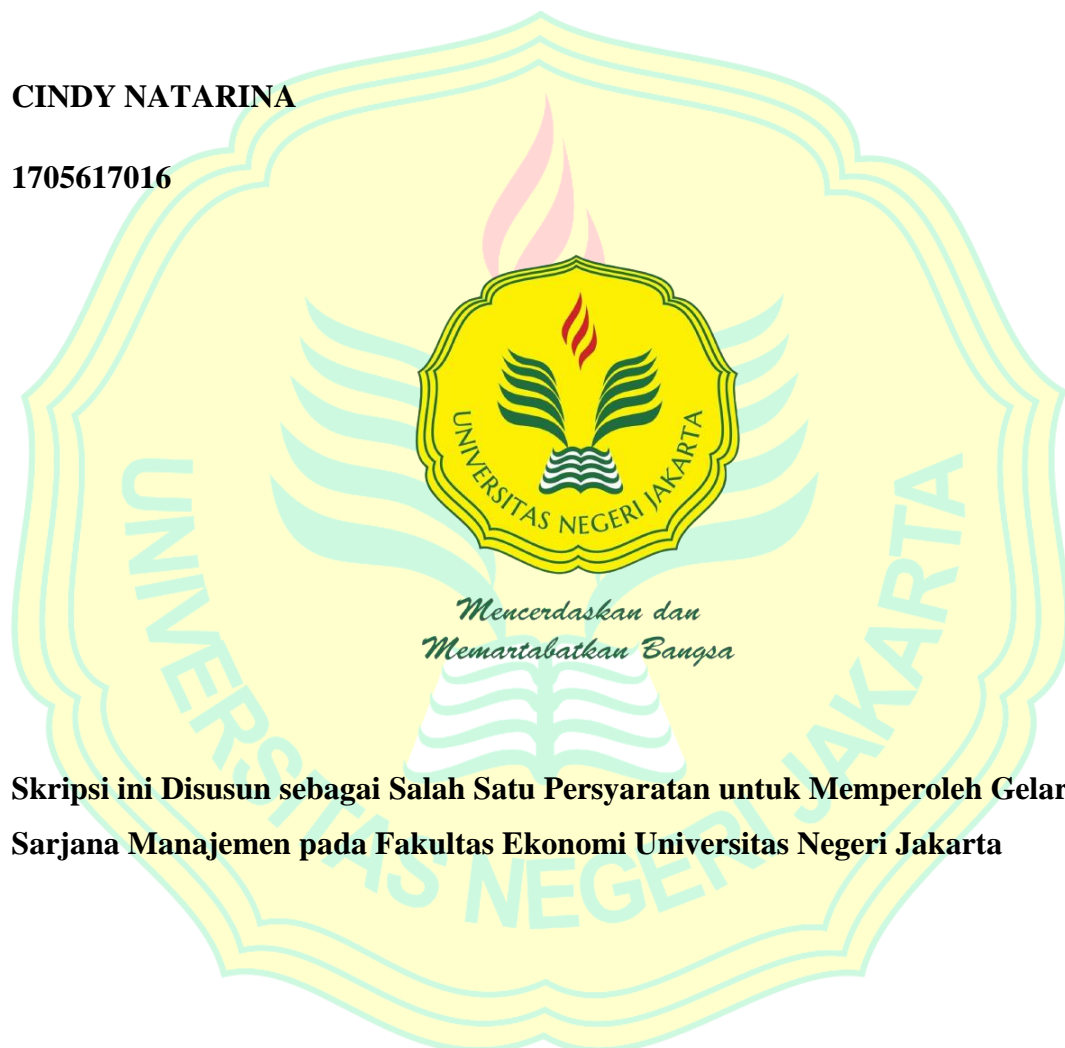 CINDY NATARINA
1705617016
UNIVERSITAS NEGERI JAKARTA
Mencerdaskan dan
Memartabatkan Bangsa
Skripsi ini Disusun sebagai Salah Satu Persyaratan untuk Memperoleh Gelar
Sarjana Manajemen pada Fakultas Ekonomi Universitas Negeri Jakarta
UNIVERSITAS NEGERI JAKARTA